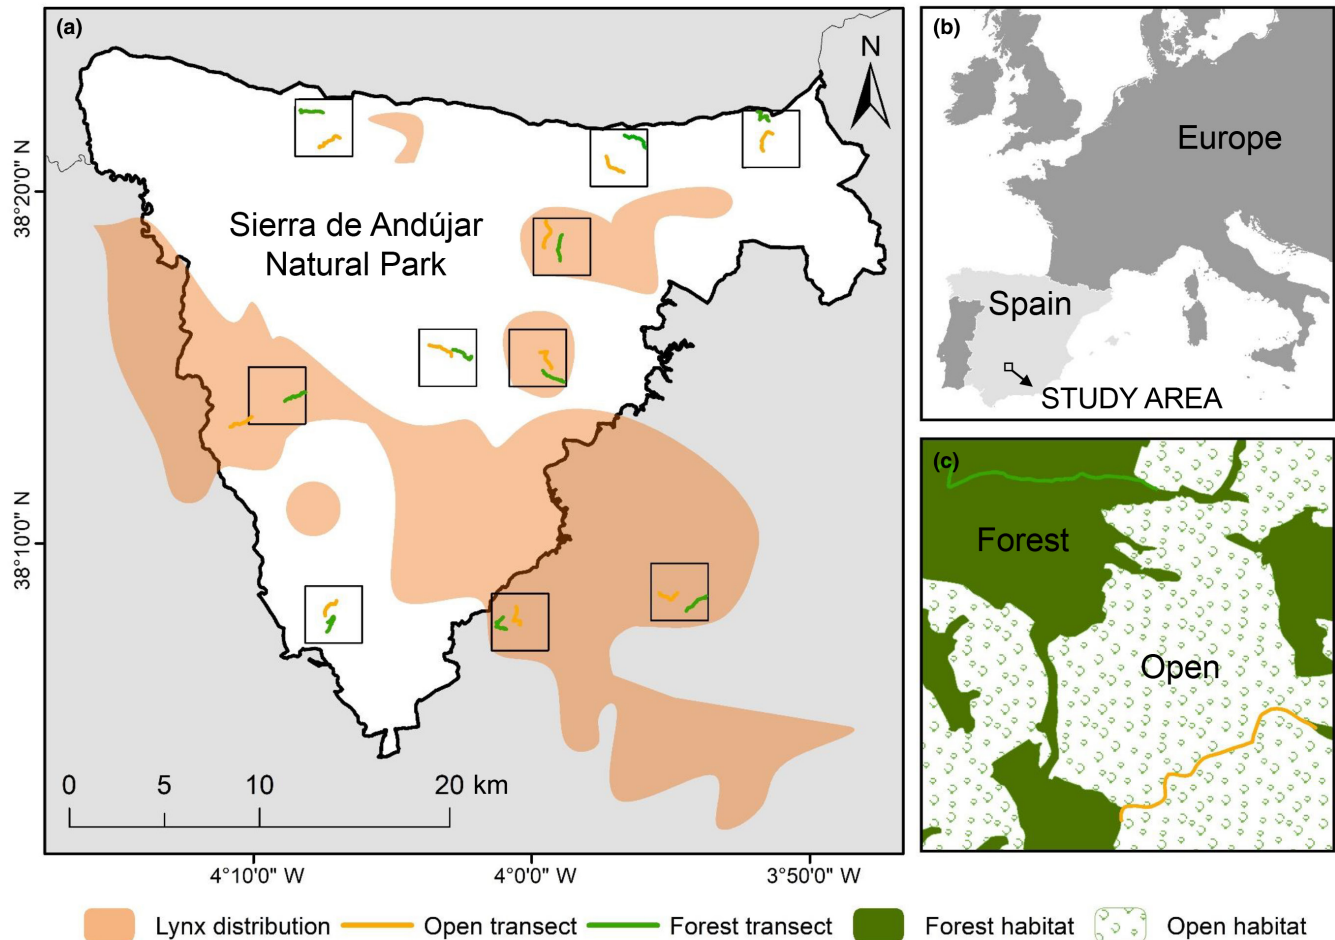 (a)
N
38°20'0" N
Sierra de Andújar
Natural Park
38°10'0" N
0 5 10 20 km
4°10'0" W 4°0'0" W 3°50'0" W
(b)
Europe
Spain
STUDY AREA
(c)
Forest
Open
Lynx distribution Open transect Forest transect Forest habitat Open habitat